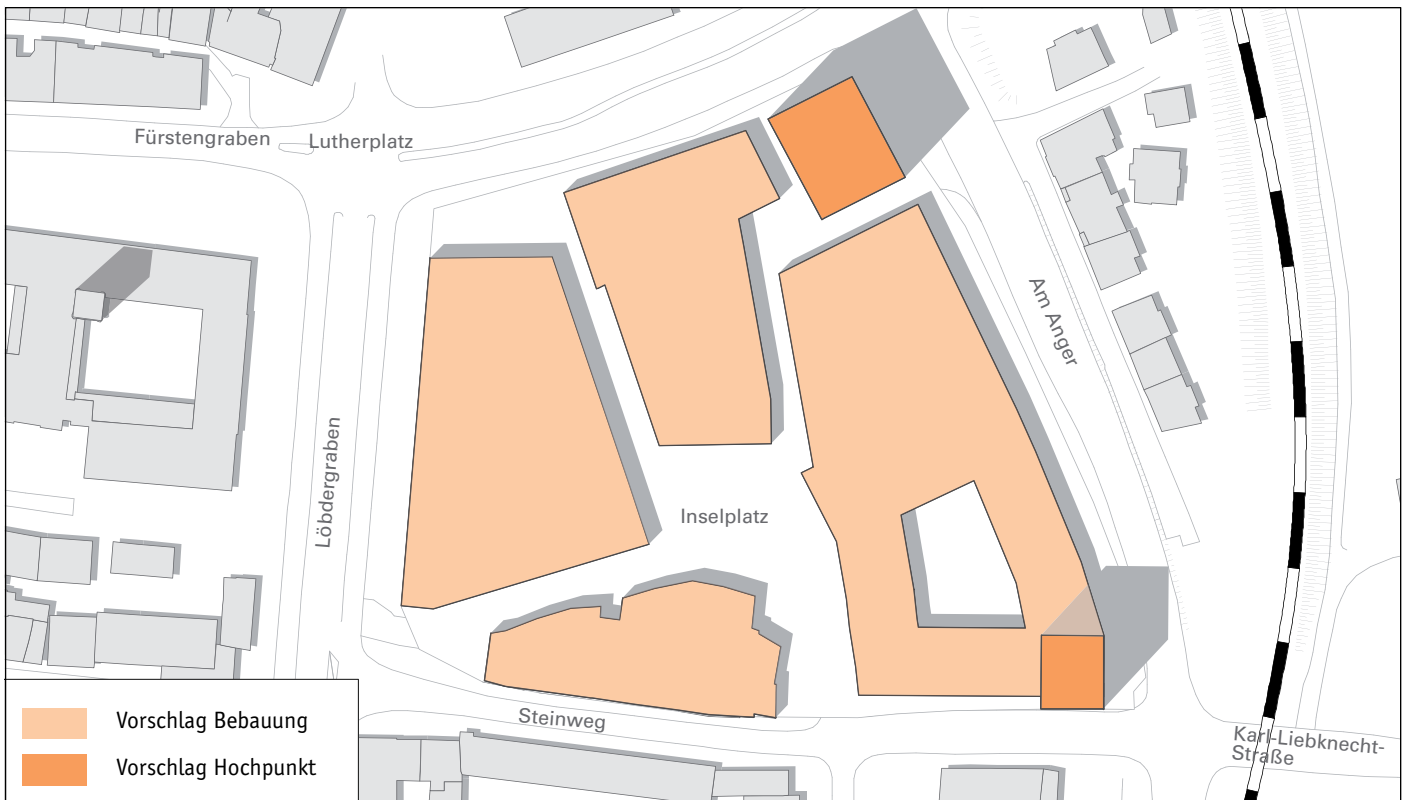 Fürstengraben
Lutherplatz
Am Anger
Löbdergraben
Inselplatz
Steinweg
Karl-Liebknecht-
Straße
Vorschlag Bebauung
Vorschlag Hochpunkt